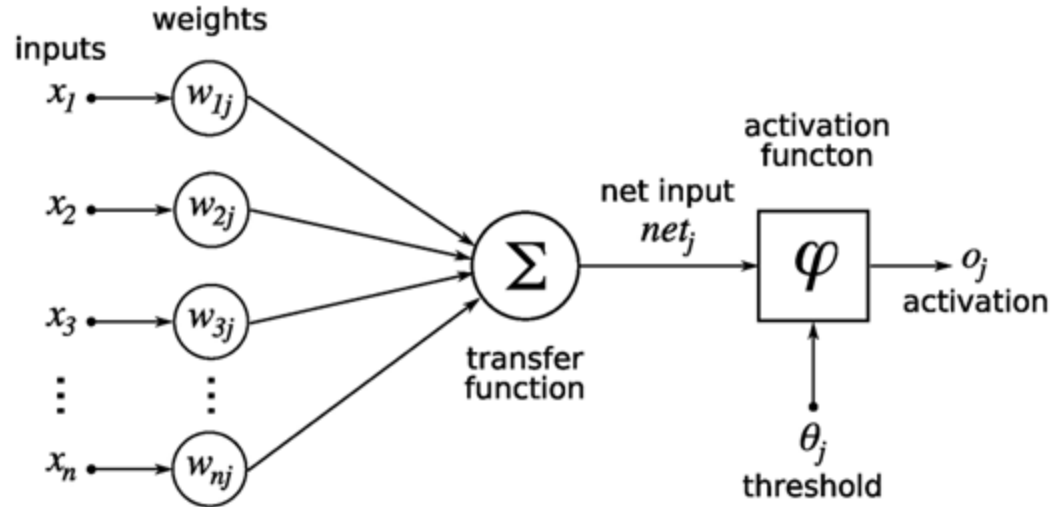 weights
inputs
x1
w1j
x2
w2j
x3
w3j
⋮
⋮
xn
wnj
Σ
transfer
function
net input
netj
activation
functon
φ
oj
activation
θj
threshold